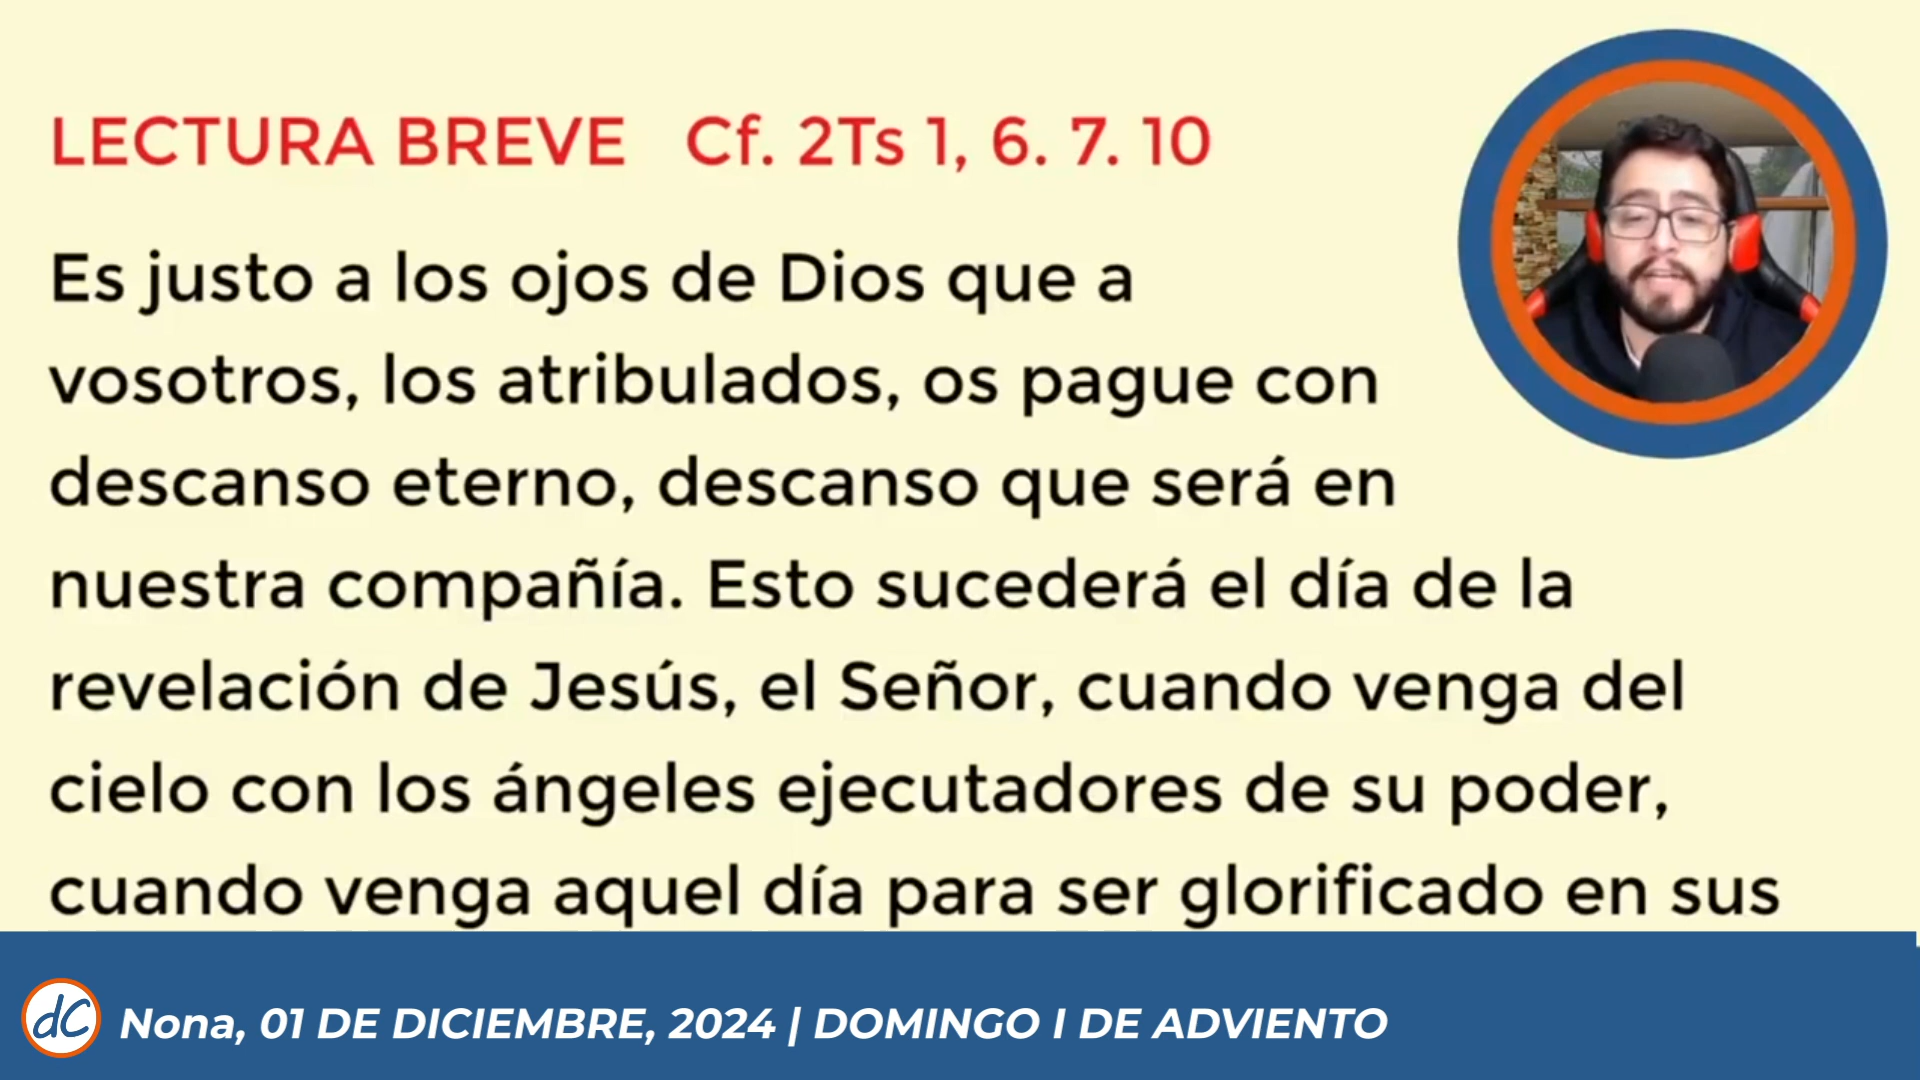 LECTURA BREVE Cf. 2Ts 1, 6. 7. 10
Es justo a los ojos de Dios que a
vosotros, los atribulados, os pague con
descanso eterno, descanso que será en
nuestra compañía. Esto sucederá el día de la
revelación de Jesús, el Señor, cuando venga del
cielo con los ángeles ejecutadores de su poder,
cuando venga aquel día para ser glorificado en sus
dC Nona, 01 DE DICIEMBRE, 2024 | DOMINGO I DE ADVIENTO